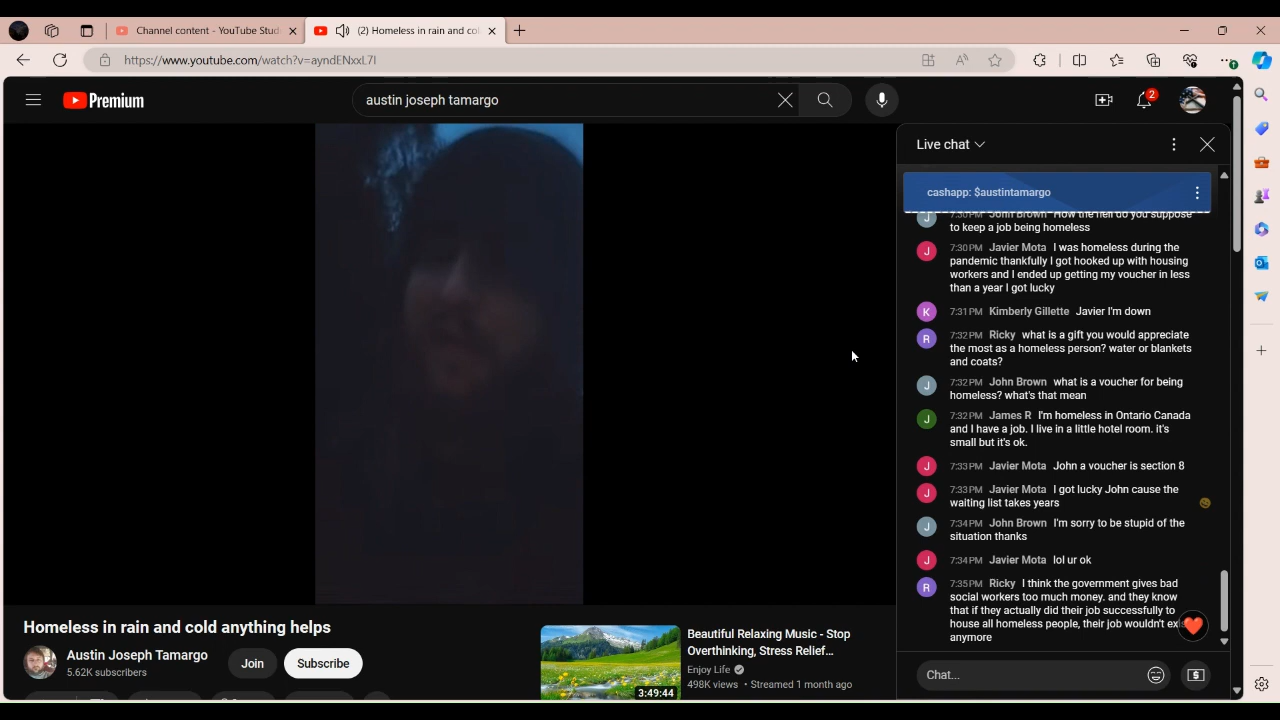 Channel content - YouTube Stud
(2) Homeless in rain and co
https://www.youtube.com/watch?v=ayndENxxL7I
Premium
austin joseph tamargo
2
Live chat
cashapp: $austintamargo
7:30PM John Brown How the hell do you suppose
to keep a job being homeless
7:30PM Javier Mota I was homeless during the
pandemic thankfully I got hooked up with housing
workers and I ended up getting my voucher in less
than a year I got lucky
7:31PM Kimberly Gillette Javier I'm down
7:32PM Ricky what is a gift you would appreciate
the most as a homeless person? water or blankets
and coats?
7:32PM John Brown what is a voucher for being
homeless? what's that mean
7:32PM James R I'm homeless in Ontario Canada
and I have a job. I live in a little hotel room. it's
small but it's ok.
7:33PM Javier Mota John a voucher is section 8
7:33PM Javier Mota I got lucky John cause the
waiting list takes years
7:34PM John Brown I'm sorry to be stupid of the
situation thanks
7:34PM Javier Mota lol ur ok
7:35PM Ricky I think the government gives bad
social workers too much money. and they know
that if they actually did their job successfully to
house all homeless people, their job wouldn't ex
anymore
Chat...
Homeless in rain and cold anything helps
Austin Joseph Tamargo
5.62K subscribers
Join
Subscribe
3:49:44
Beautiful Relaxing Music - Stop
Overthinking, Stress Relief...
Enjoy Life
498K views • Streamed 1 month ago